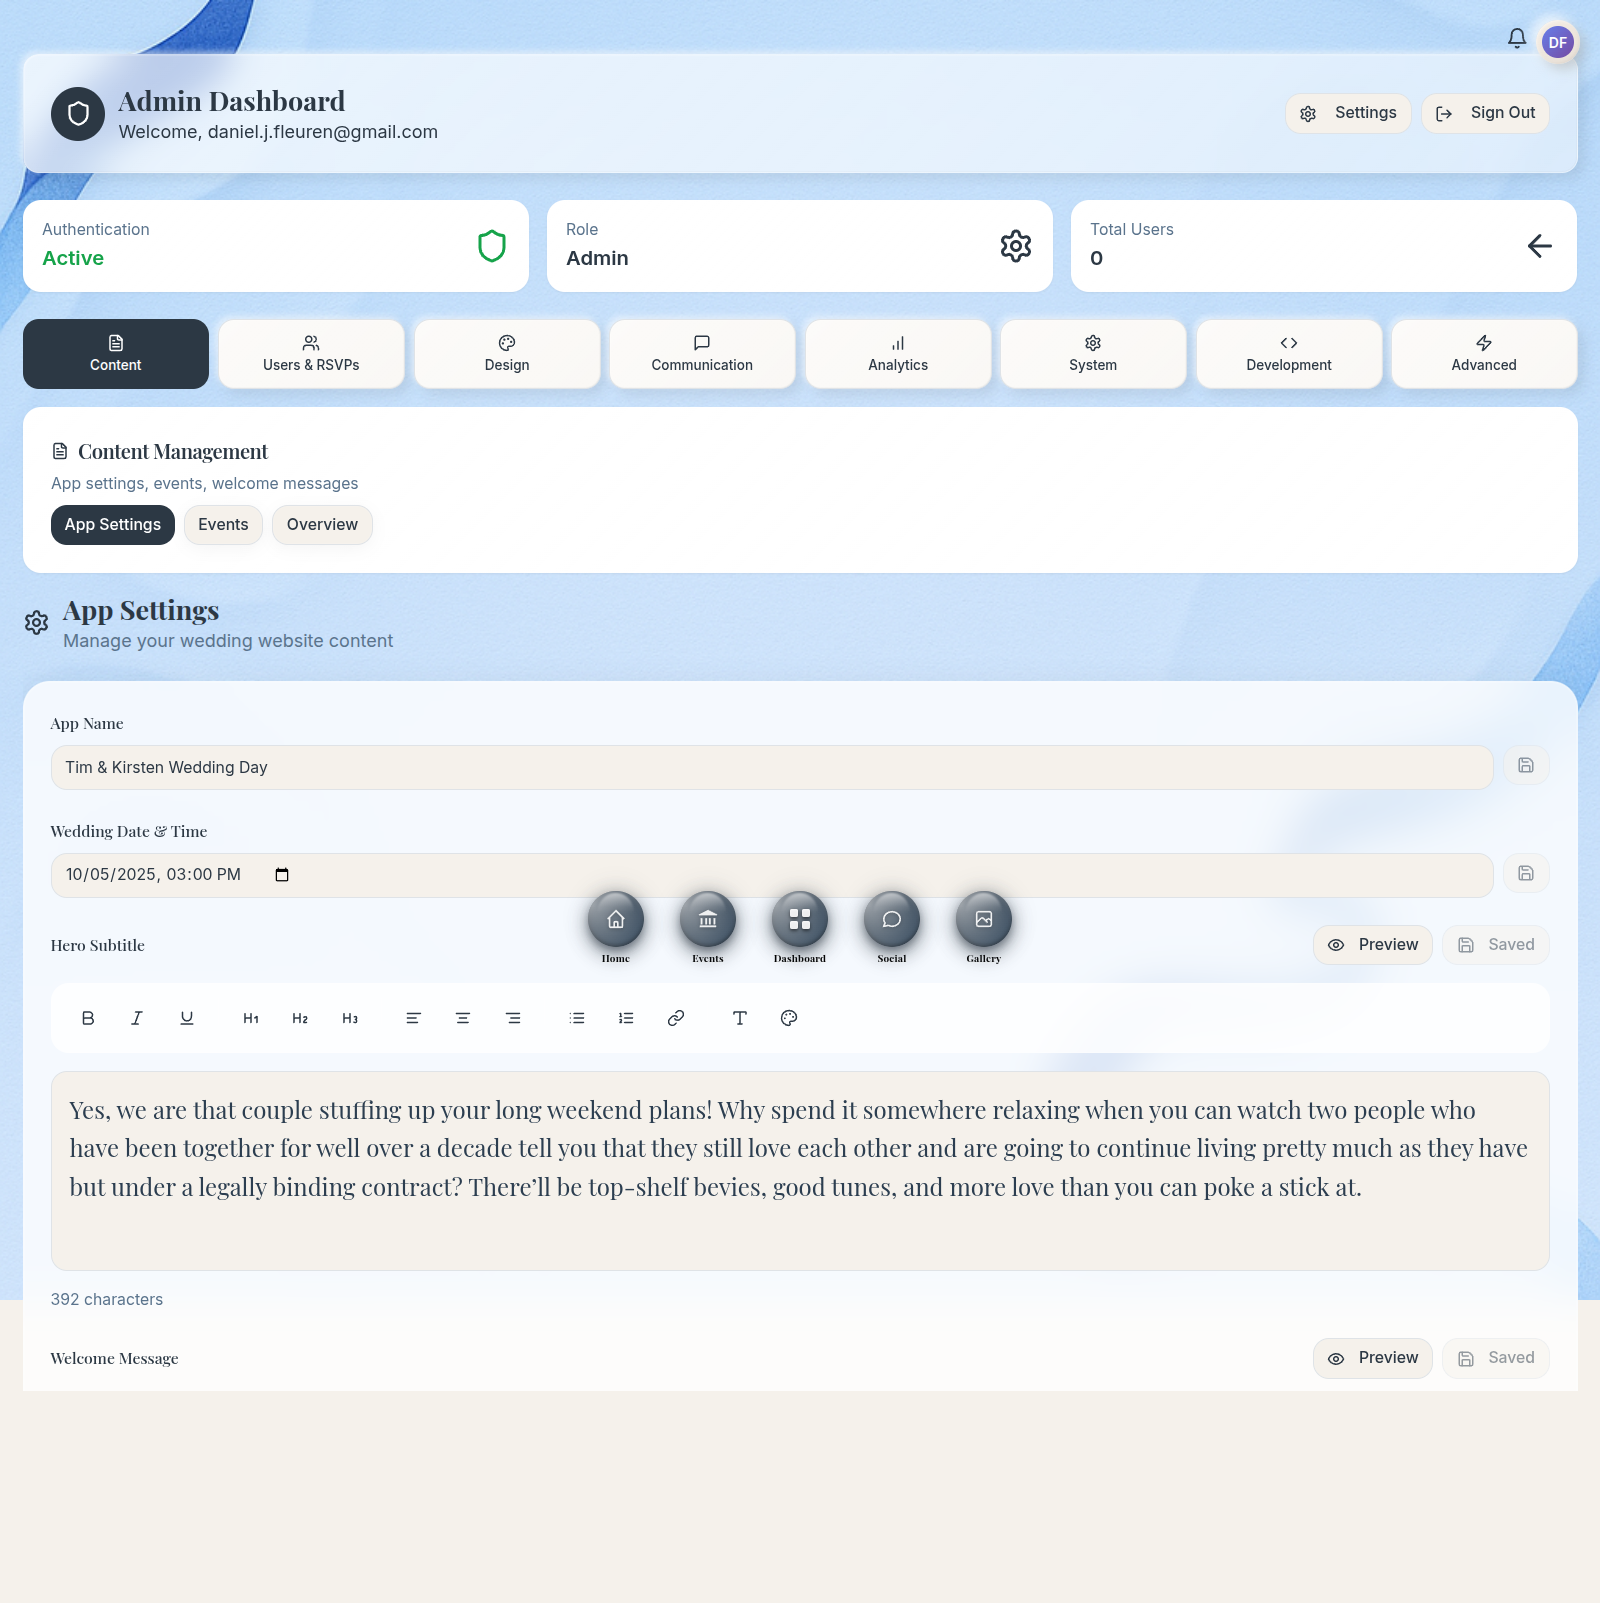 DF
Admin Dashboard
Welcome, daniel.j.fleuren@gmail.com
Settings
Sign Out
Authentication
Active
Role
Admin
Total Users
0
Content
Users & RSVPs
Design
Communication
Analytics
System
Development
Advanced
Content Management
App settings, events, welcome messages
App Settings
Events
Overview
App Settings
Manage your wedding website content
App Name
Tim & Kirsten Wedding Day
Wedding Date & Time
10/05/2025, 03:00 PM
Home
Events
Dashboard
Social
Gallery
Hero Subtitle
Preview
Saved
H1
H2
H3
Yes, we are that couple stuffing up your long weekend plans! Why spend it somewhere relaxing when you can watch two people who
have been together for well over a decade tell you that they still love each other and are going to continue living pretty much as they have
but under a legally binding contract? There’ll be top-shelf bevies, good tunes, and more love than you can poke a stick at.
392 characters
Welcome Message
Preview
Saved